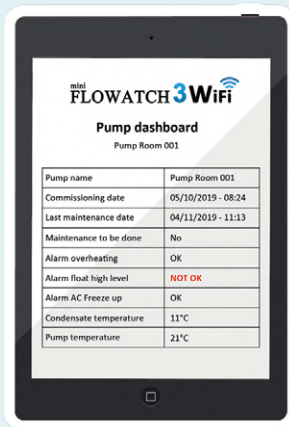 mini
FLOWATCH 3 WiFi
Pump dashboard
Pump Room 001
Pump name Pump Room 001
Commissioning date 05/10/2019 - 08:24
Last maintenance date 04/11/2019 - 11:13
Maintenance to be done No
Alarm overheating OK
Alarm float high level NOT OK
Alarm AC Freeze up OK
Condensate temperature 11°C
Pump temperature 21°C